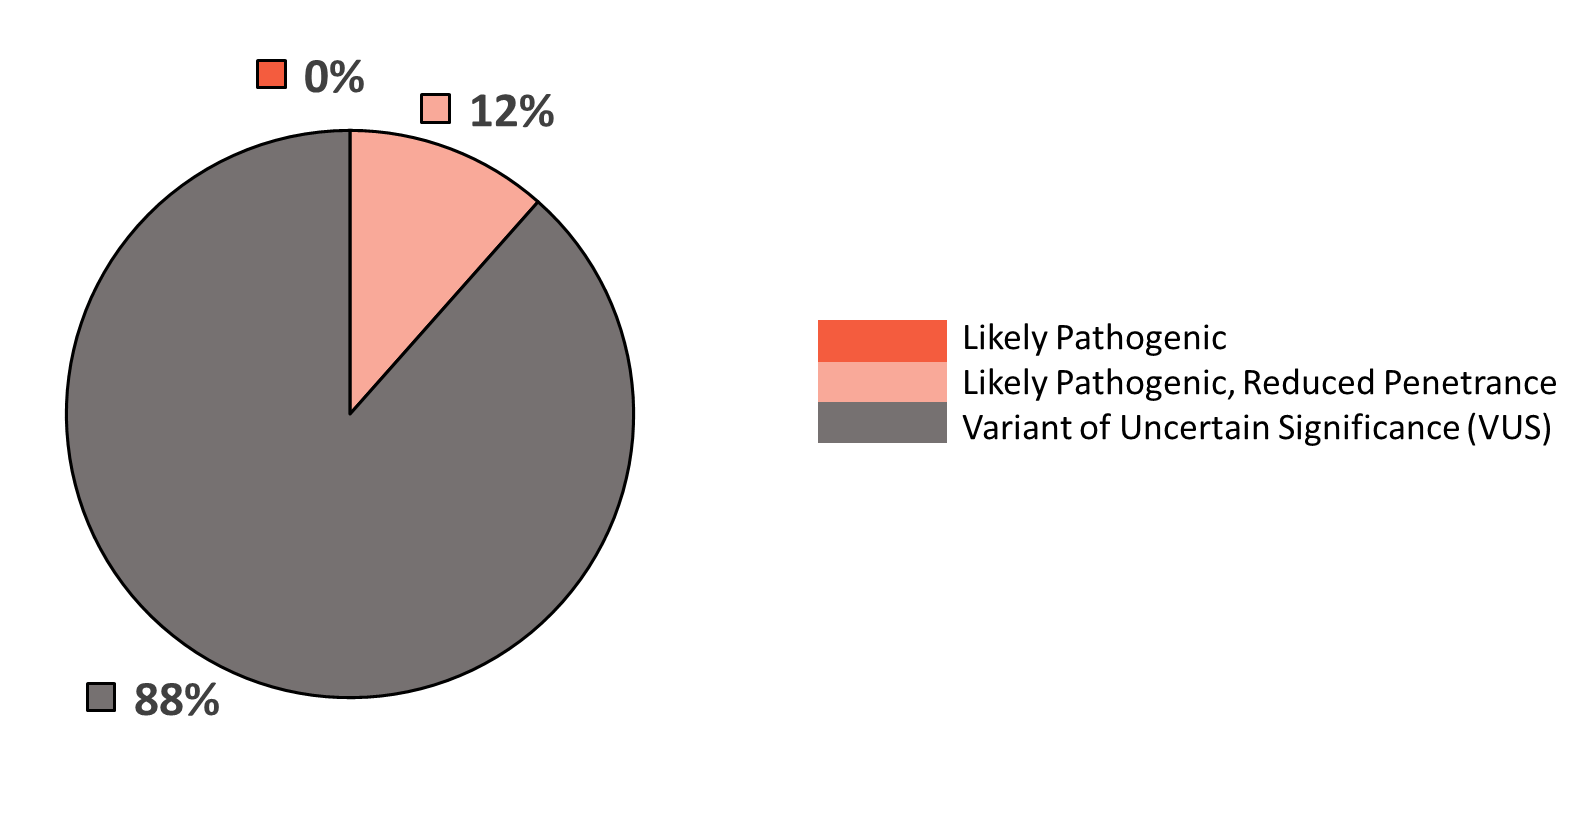 0%
12%
88%
Likely Pathogenic
Likely Pathogenic, Reduced Penetrance
Variant of Uncertain Significance (VUS)